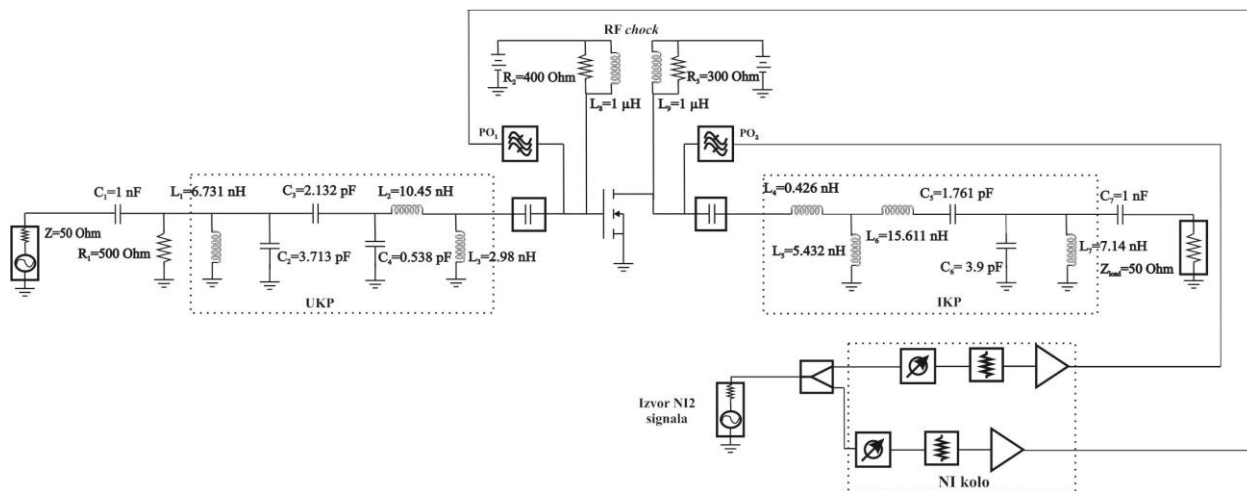 RF chock
R₂=400 Ohm
R₃=300 Ohm
L₈=1 μH
L₉=1 μH
PO₁
PO₂
C₁=1 nF
L₁=6.731 nH
C₃=2.132 pF
L₂=10.45 nH
L₄=0.426 nH
C₅=1.761 pF
C₇=1 nF
Z=50 Ohm
R₁=500 Ohm
C₂=3.713 pF
C₄=0.538 pF
L₃=2.98 nH
L₅=5.432 nH
L₆=15.611 nH
C₆= 3.9 pF
L₇=7.14 nH
Zload=50 Ohm
UKP
IKP
Izvor NI2
signala
NI kolo